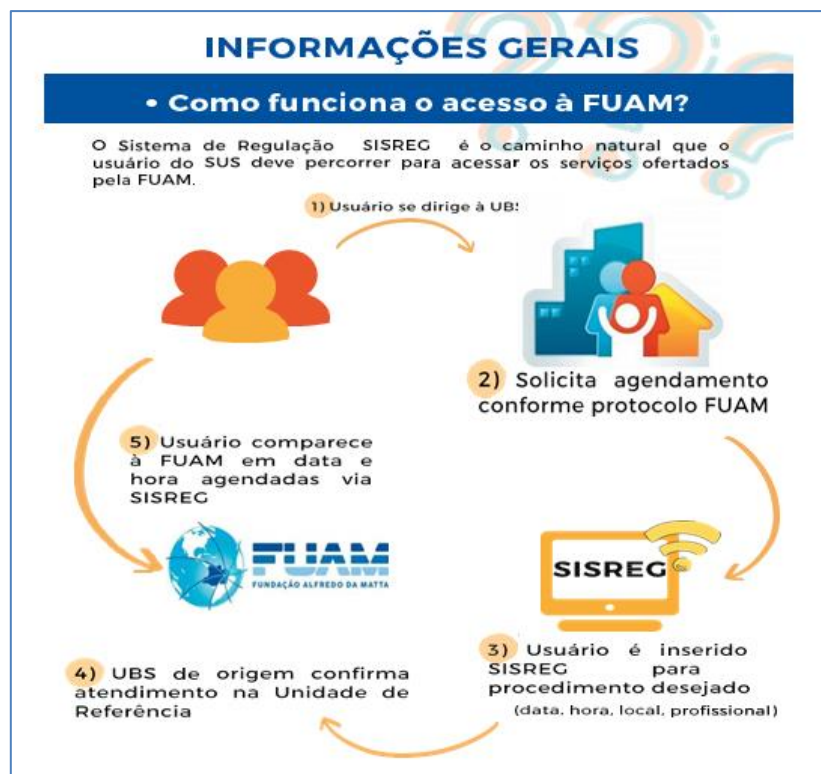 INFORMAÇÕES GERAIS
• Como funciona o acesso à FUAM?
O Sistema de Regulação SISREG é o caminho natural que o
usuário do SUS deve percorrer para acessar os serviços ofertados
pela FUAM.
1) Usuário se dirige à UB
2) Solicita agendamento
conforme protocolo FUAM
SISREG
3) Usuário é inserido
SISREG para
procedimento desejado
(data, hora, local, profissional)
4) UBS de origem confirma
atendimento na Unidade de
Referência
5) Usuário comparece
à FUAM em data e
hora agendadas via
SISREG
FUAM
FUNDAÇÃO ALFREDO DA MATTA